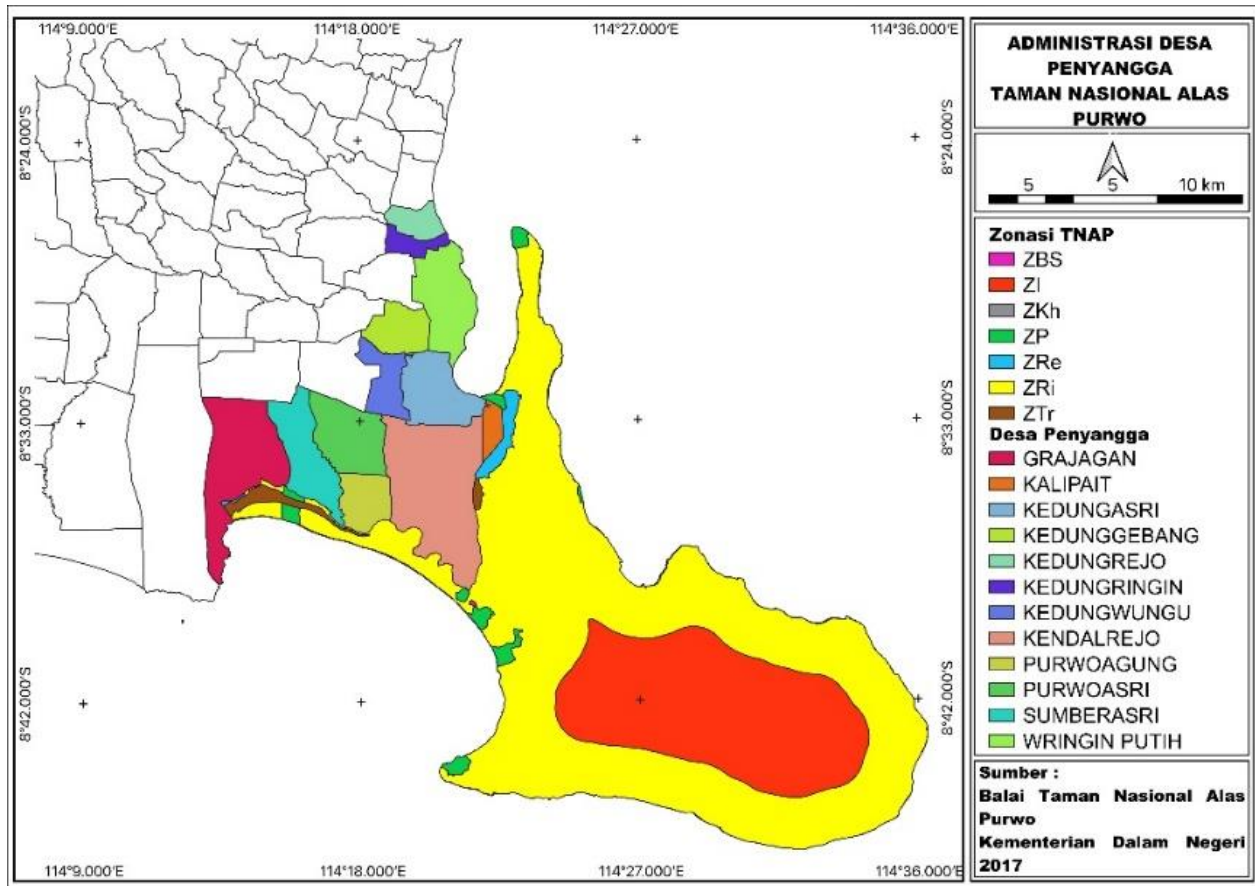 114°9.000'E 114°18.000'E 114°27.000'E 114°36.000'E
8°24.000'S 8°24.000'S
8°33.000'S 8°33.000'S
8°42.000'S 8°42.000'S
114°9.000'E 114°18.000'E 114°27.000'E 114°36.000'E
ADMINISTRASI DESA
PENYANGGA
TAMAN NASIONAL ALAS
PURWO
5 5 10 km
Zonasi TNAP
ZBS
ZI
ZKh
ZP
ZRe
ZRi
ZTr
Desa Penyangga
GRAJAGAN
KALIPAIT
KEDUNGASRI
KEDUNGGEBANG
KEDUNGREJO
KEDUNGRINGIN
KEDUNGWUNGU
KENDALREJO
PURWOAGUNG
PURWOASRI
SUMBERASRI
WRINGIN PUTIH
Sumber :
Balai Taman Nasional Alas
Purwo
Kementerian Dalam Negeri
2017